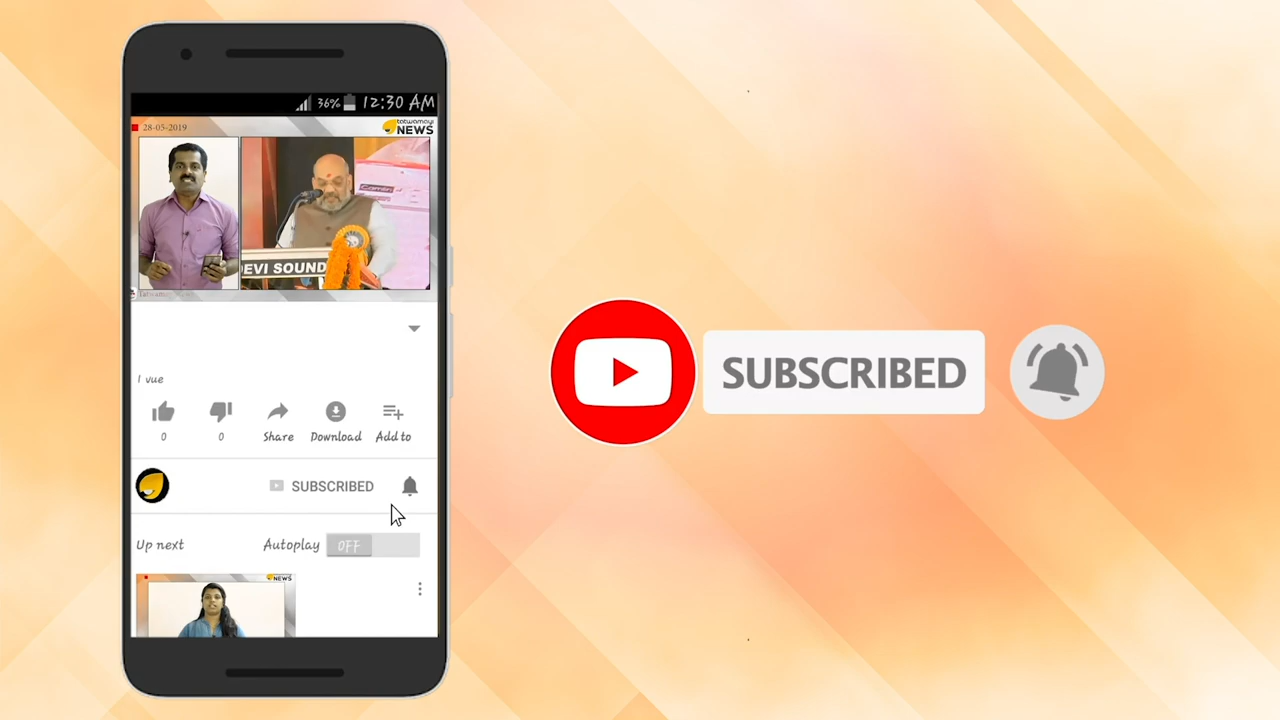 36% 12:30 AM
28-05-2019
tatwamayi
NEWS
DEVI SOUND
1 vue
0
0
Share
Download
Add to
SUBSCRIBED
Up next
Autoplay
OFF
NEWS
SUBSCRIBED